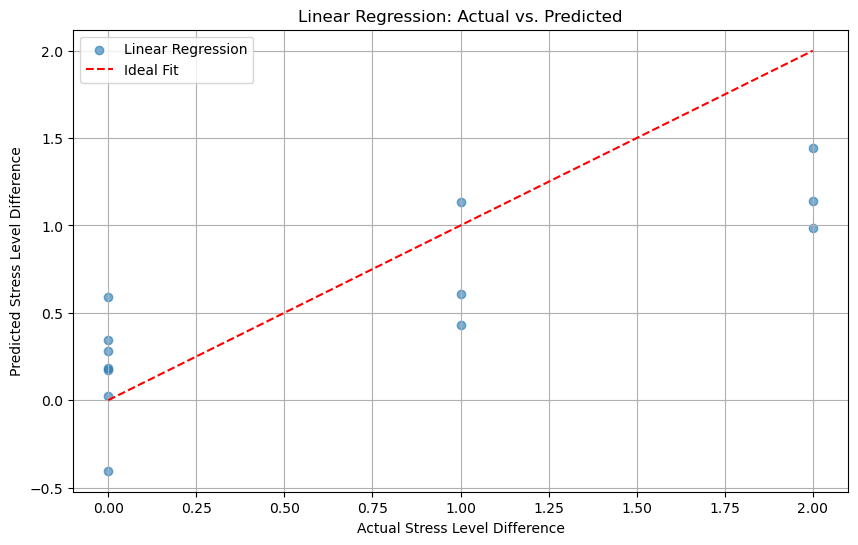 Linear Regression: Actual vs. Predicted
Linear Regression
Ideal Fit
Predicted Stress Level Difference
2.0
1.5
1.0
0.5
0.0
−0.5
0.00 0.25 0.50 0.75 1.00 1.25 1.50 1.75 2.00
Actual Stress Level Difference